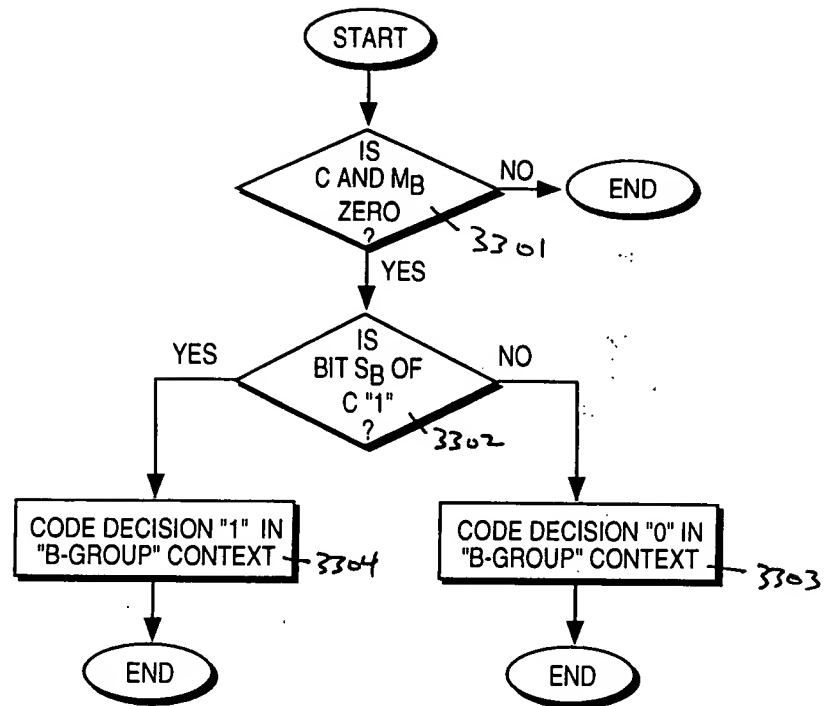 START
IS
C AND MB
ZERO
?
NO
END
3301
YES
IS
BIT SB OF
C "1"
?
YES
NO
3302
CODE DECISION "1" IN
"B-GROUP" CONTEXT
3304
CODE DECISION "0" IN
"B-GROUP" CONTEXT
3303
END
END